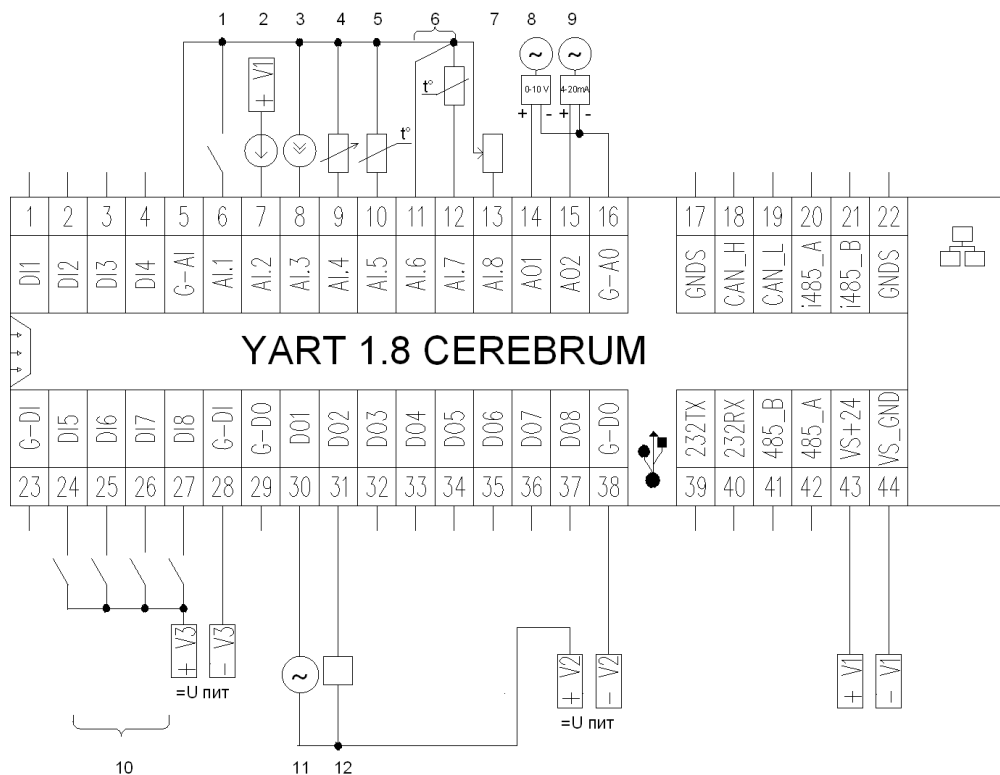 1 2 3 4 5 6 7 8 9
+ V1
t°
0-10 V
4-20mA
+ - + -
t°
1 2 3 4 5 6 7 8 9 10 11 12 13 14 15 16 17 18 19 20 21 22
DI1 DI2 DI3 DI4 G-AI AI.1 AI.2 AI.3 AI.4 AI.5 AI.6 AI.7 AI.8 AO1 AO2 G-AO GNDS CAN_H CAN_L i485_A i485_B GNDS
YART 1.8 CEREBRUM
G-DI DI5 DI6 DI7 DI8 G-DI G-DO DO1 DO2 DO3 DO4 DO5 DO6 DO7 DO8 G-DO 232TX 232RX 485_B 485_A VS+24 VS_GND
23 24 25 26 27 28 29 30 31 32 33 34 35 36 37 38 39 40 41 42 43 44
+ V3 - V3
+ V2 - V2
+ V1 - V1
=U пит
=U пит
10 11 12